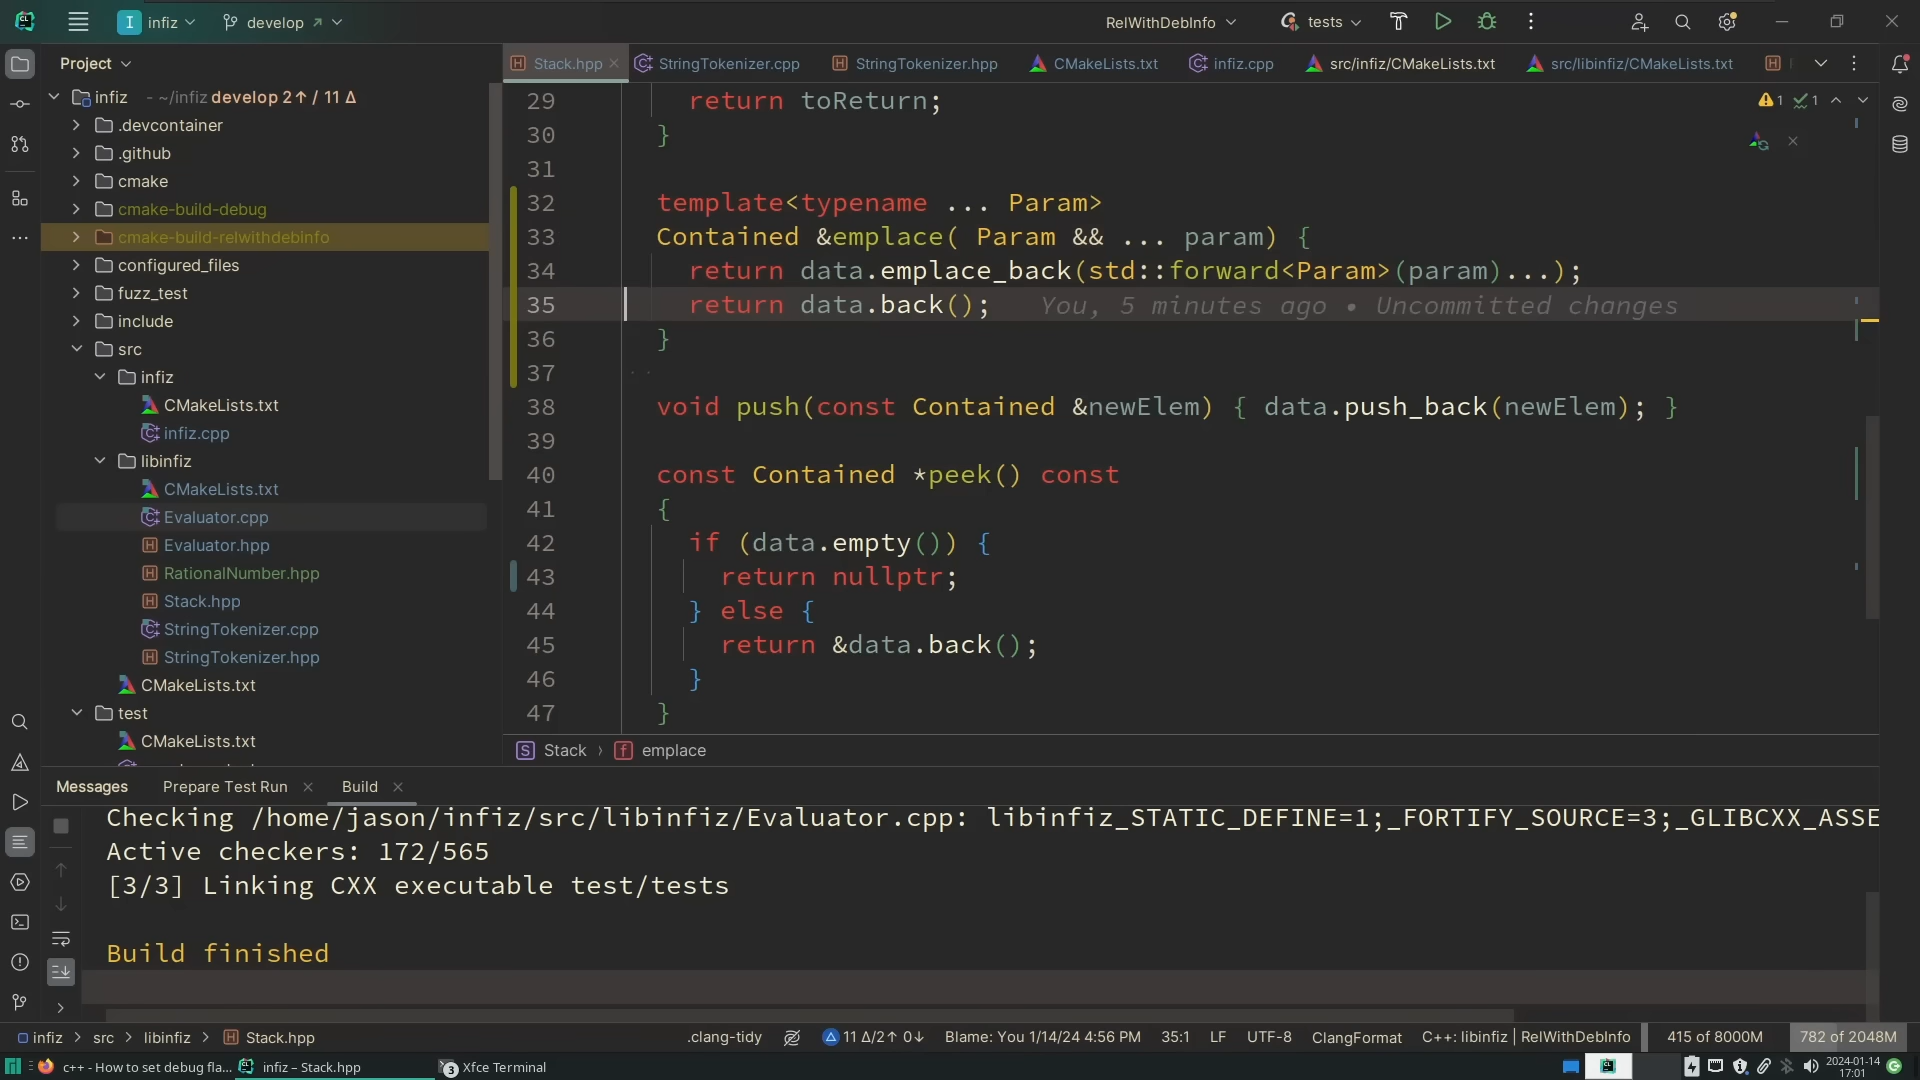 infiz
develop
RelWithDebInfo
tests
Project
Stack.hpp
StringTokenizer.cpp
StringTokenizer.hpp
CMakeLists.txt
infiz.cpp
src/infiz/CMakeLists.txt
src/libinfiz/CMakeLists.txt
infiz - ~/infiz develop 2↑ / 11 Δ
.devcontainer
.github
cmake
cmake-build-debug
cmake-build-relwithdebinfo
configured_files
fuzz_test
include
src
infiz
CMakeLists.txt
infiz.cpp
libinfiz
CMakeLists.txt
Evaluator.cpp
Evaluator.hpp
RationalNumber.hpp
Stack.hpp
StringTokenizer.cpp
StringTokenizer.hpp
CMakeLists.txt
test
CMakeLists.txt
1 1
29 return toReturn;
30 }
31
32 template<typename ... Param>
33 Contained &emplace( Param && ... param) {
34 return data.emplace_back(std::forward<Param>(param)...);
35 return data.back(); You, 5 minutes ago • Uncommitted changes
36 }
37
38 void push(const Contained &newElem) { data.push_back(newElem); }
39
40 const Contained *peek() const
41 {
42 if (data.empty()) {
43 return nullptr;
44 } else {
45 return &data.back();
46 }
47 }
S Stack › f emplace
Messages
Prepare Test Run
Build
Checking /home/jason/infiz/src/libinfiz/Evaluator.cpp: libinfiz_STATIC_DEFINE=1;_FORTIFY_SOURCE=3;_GLIBCXX_ASSE
Active checkers: 172/565
[3/3] Linking CXX executable test/tests
Build finished
infiz › src › libinfiz › Stack.hpp
.clang-tidy
11 Δ/2↑ 0↓
Blame: You 1/14/24 4:56 PM
35:1
LF
UTF-8
ClangFormat
C++: libinfiz | RelWithDebInfo
415 of 8000M
782 of 2048M
c++ - How to set debug fla...
infiz – Stack.hpp
3 Xfce Terminal
2024-01-14
17:01